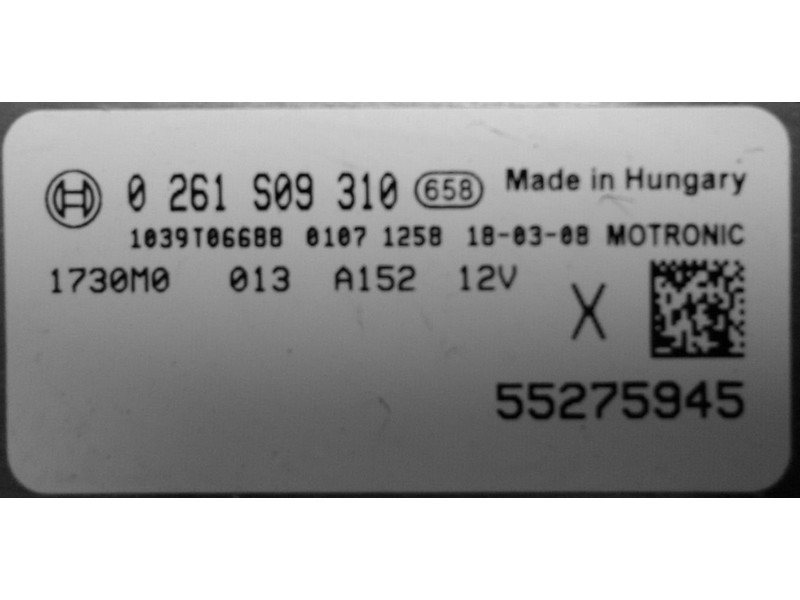 0 261 S09 310 658 Made in Hungary
1039T06688 0107 1258 18-03-08 MOTRONIC
1730M0 013 A152 12V
X
55275945